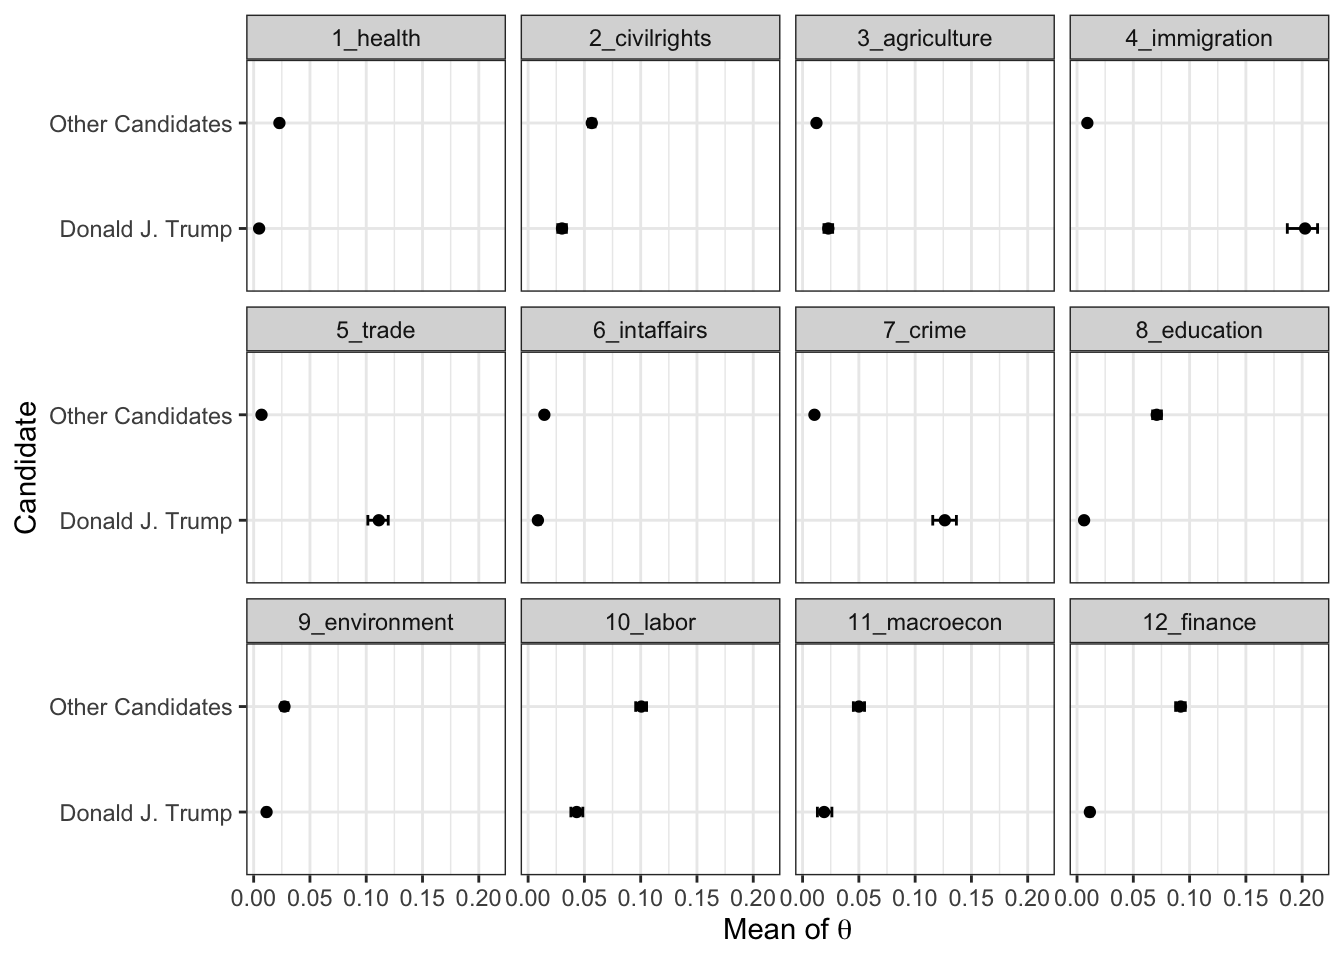 1_health 2_civilrights 3_agriculture 4_immigration
Other Candidates
Donald J. Trump
5_trade 6_intaffairs 7_crime 8_education
Other Candidates
Donald J. Trump
Candidate
9_environment 10_labor 11_macroecon 12_finance
Other Candidates
Donald J. Trump
0.00 0.05 0.10 0.15 0.20 0.00 0.05 0.10 0.15 0.20 0.00 0.05 0.10 0.15 0.20 0.00 0.05 0.10 0.15 0.20
Mean of θ